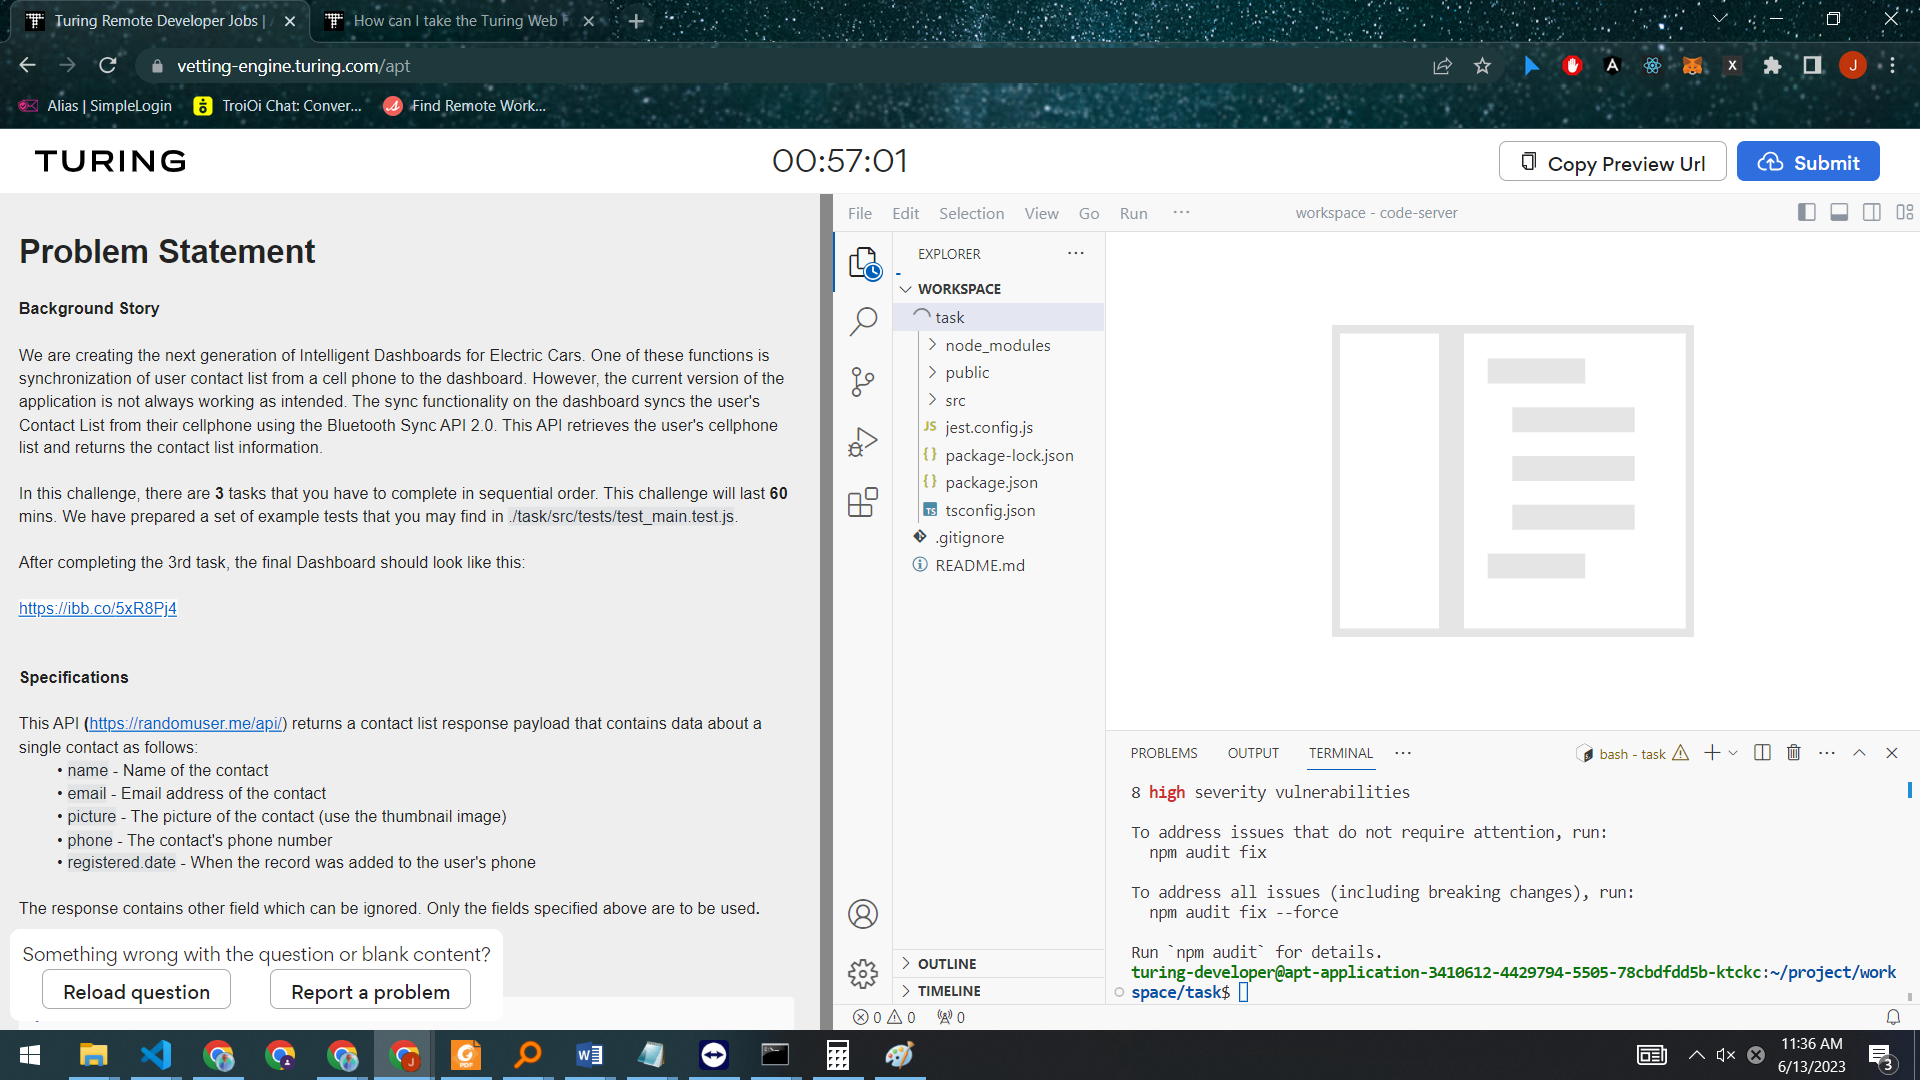 Turing Remote Developer Jobs |
How can I take the Turing Web
vetting-engine.turing.com/apt
X
J
Alias | SimpleLogin
TroiOi Chat: Conver...
Find Remote Work...
TURING
00:57:01
Copy Preview Url
Submit
Problem Statement
Background Story
We are creating the next generation of Intelligent Dashboards for Electric Cars. One of these functions is
synchronization of user contact list from a cell phone to the dashboard. However, the current version of the
application is not always working as intended. The sync functionality on the dashboard syncs the user's
Contact List from their cellphone using the Bluetooth Sync API 2.0. This API retrieves the user's cellphone
list and returns the contact list information.
In this challenge, there are 3 tasks that you have to complete in sequential order. This challenge will last 60
mins. We have prepared a set of example tests that you may find in ./task/src/tests/test_main.test.js.
After completing the 3rd task, the final Dashboard should look like this:
https://ibb.co/5xR8Pj4
Specifications
This API (https://randomuser.me/api/) returns a contact list response payload that contains data about a
single contact as follows:
• name - Name of the contact
• email - Email address of the contact
• picture - The picture of the contact (use the thumbnail image)
• phone - The contact's phone number
• registered.date - When the record was added to the user's phone
The response contains other field which can be ignored. Only the fields specified above are to be used.
Something wrong with the question or blank content?
Reload question
Report a problem
File Edit Selection View Go Run ···
workspace - code-server
EXPLORER
WORKSPACE
task
node_modules
public
src
JS jest.config.js
{} package-lock.json
{} package.json
TS tsconfig.json
.gitignore
README.md
OUTLINE
TIMELINE
PROBLEMS OUTPUT TERMINAL ···
bash - task
8 high severity vulnerabilities
To address issues that do not require attention, run:
npm audit fix
To address all issues (including breaking changes), run:
npm audit fix --force
Run `npm audit` for details.
turing-developer@apt-application-3410612-4429794-5505-78cbdfdd5b-ktckc:~/project/work
space/task$
0 0 0
11:36 AM
6/13/2023
3